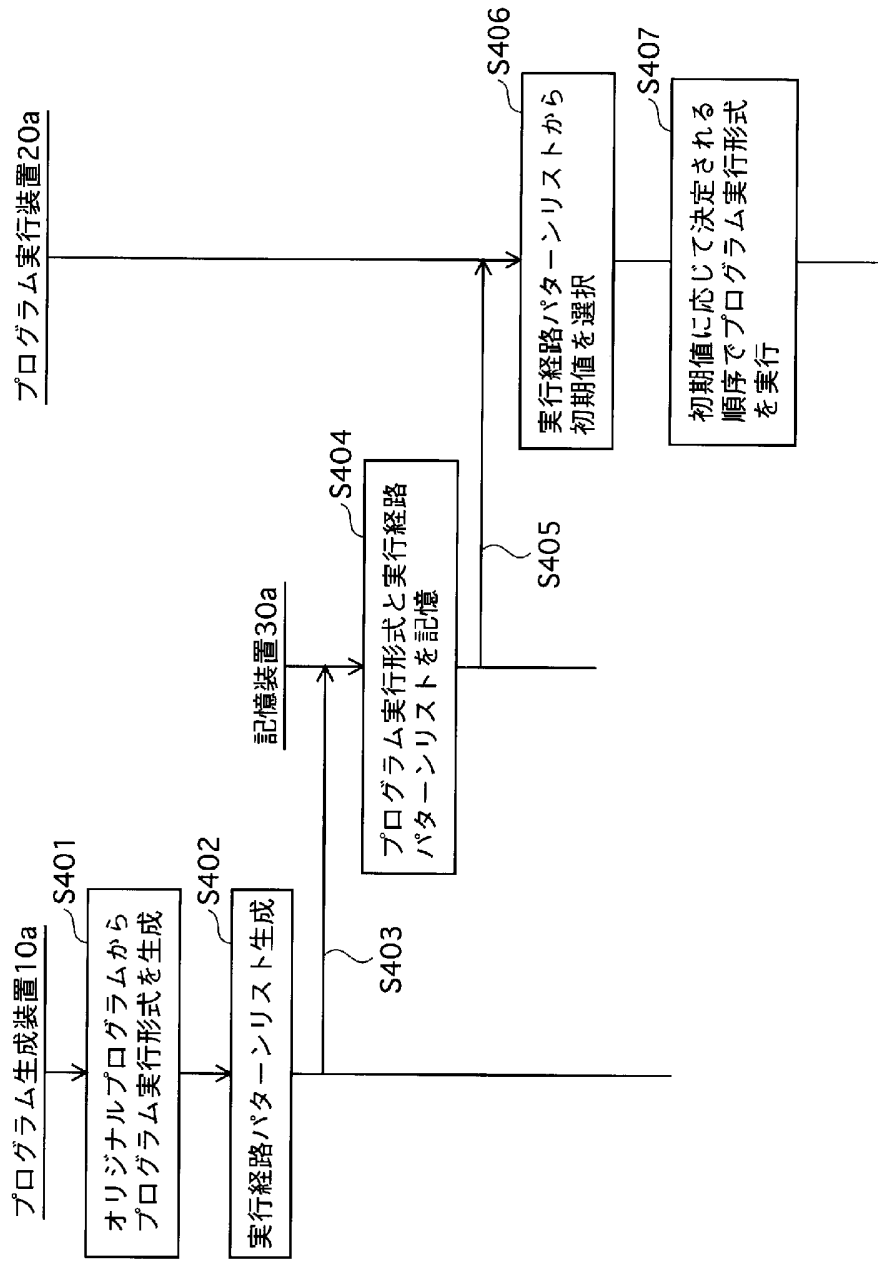 プログラム生成装置10a
S401
オリジナルプログラムから
プログラム実行形式を生成
S402
実行経路パターンリスト生成
S403
記憶装置30a
S404
プログラム実行形式と実行経路
パターンリストを記憶
S405
プログラム実行装置20a
S406
実行経路パターンリストから
初期値を選択
S407
初期値に応じて決定される
順序でプログラム実行形式
を実行